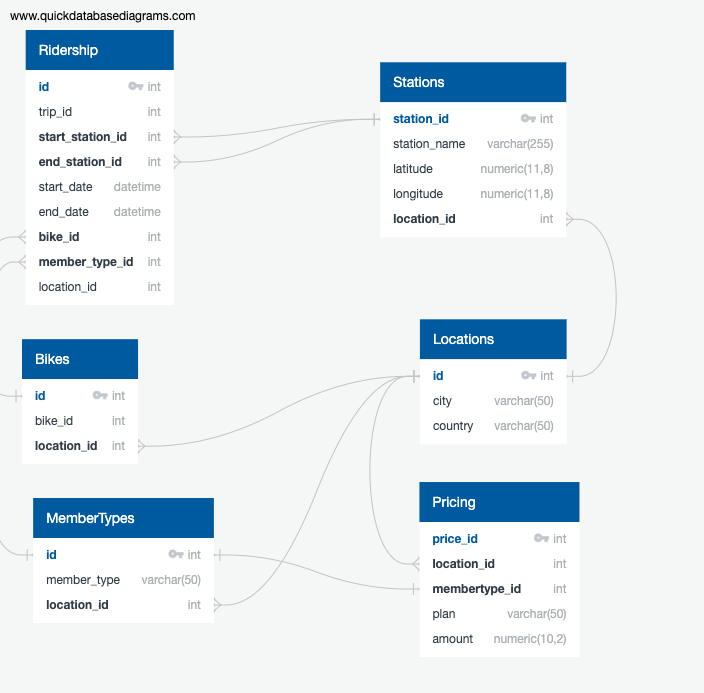 www.quickdatabasediagrams.com
Ridership
id int
trip_id int
start_station_id int
end_station_id int
start_date datetime
end_date datetime
bike_id int
member_type_id int
location_id int
Stations
station_id int
station_name varchar(255)
latitude numeric(11,8)
longitude numeric(11,8)
location_id int
Bikes
id int
bike_id int
location_id int
Locations
id int
city varchar(50)
country varchar(50)
MemberTypes
id int
member_type varchar(50)
location_id int
Pricing
price_id int
location_id int
membertype_id int
plan varchar(50)
amount numeric(10,2)